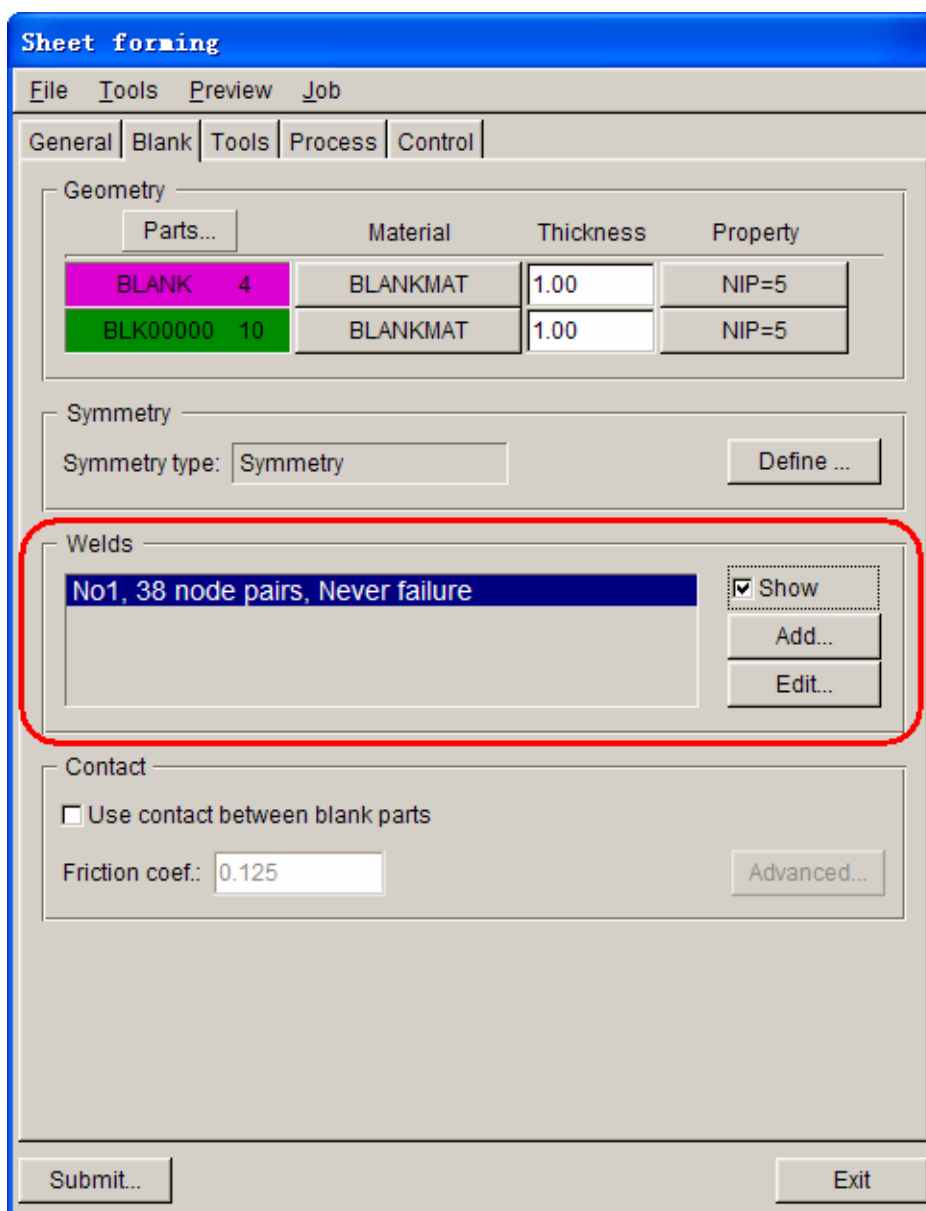 Sheet forming
File Tools Preview Job
General Blank Tools Process Control
Geometry
Parts... Material Thickness Property
BLANK 4 BLANKMAT 1.00 NIP=5
BLK00000 10 BLANKMAT 1.00 NIP=5
Symmetry
Symmetry type: Symmetry Define ...
Welds
No1, 38 node pairs, Never failure
Show
Add...
Edit...
Contact
Use contact between blank parts
Friction coef.: 0.125 Advanced...
Submit... Exit